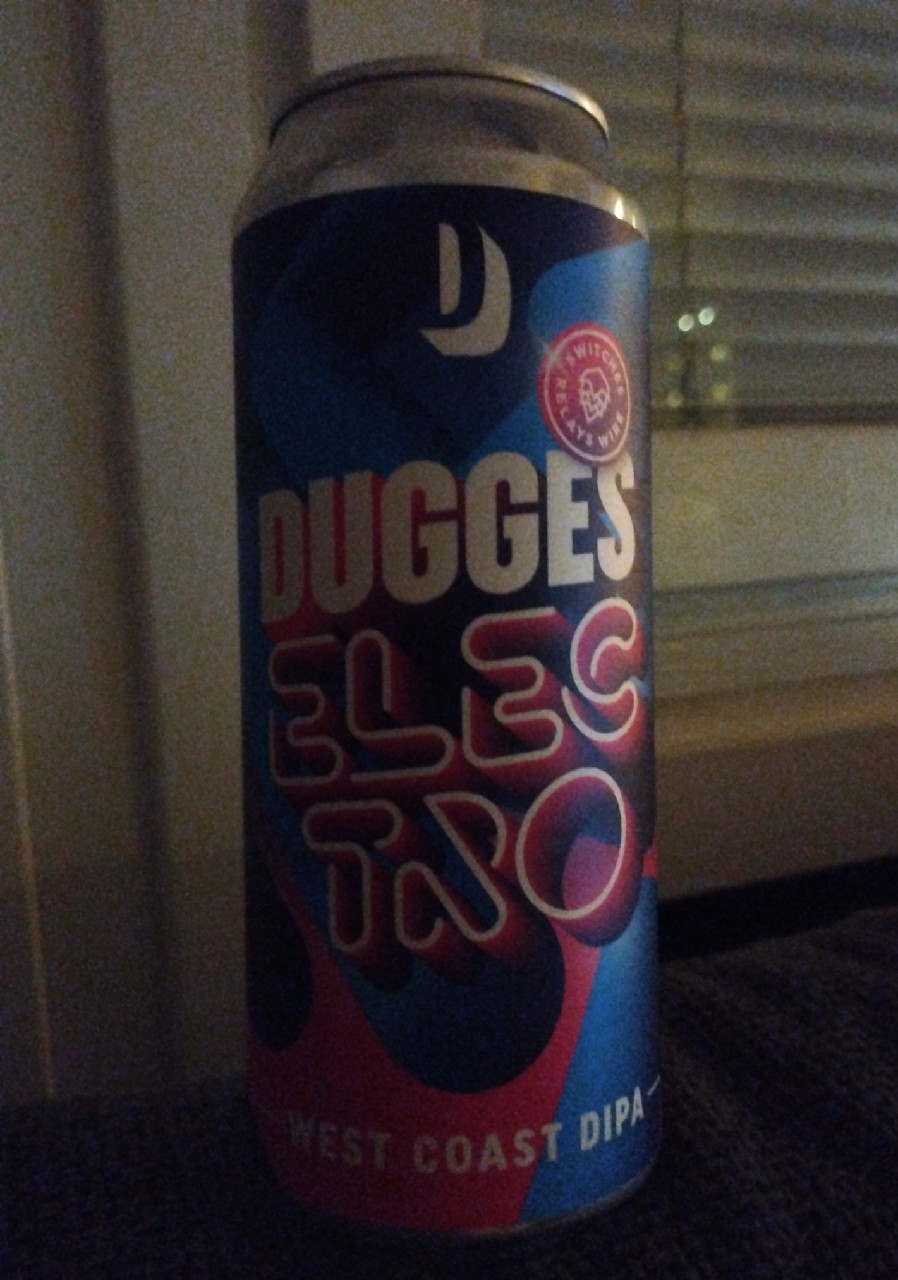 D
SWITCHES
RELAYS WIRE
DUGGES
ELEC
TRO
WEST COAST DIPA